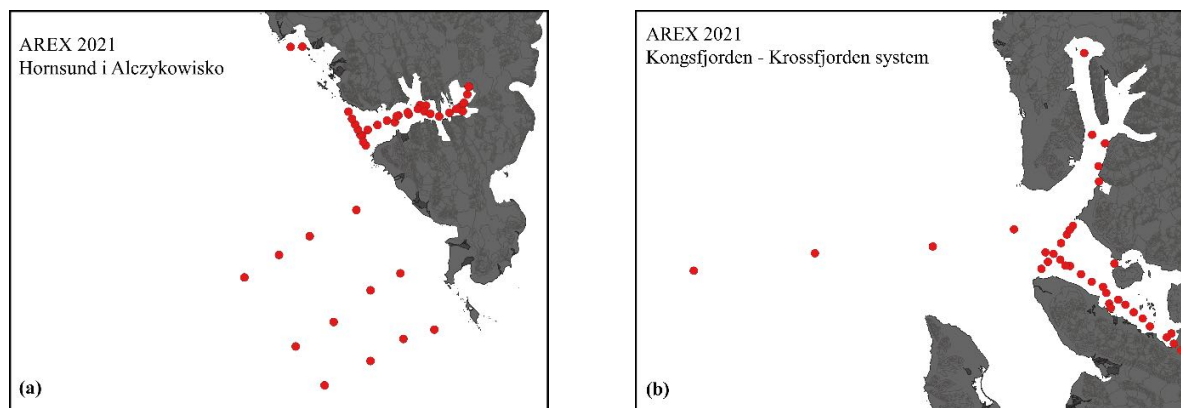 AREX 2021
Hornsund i Alczykowisko
(a)
AREX 2021
Kongsfjorden - Krossfjorden system
(b)